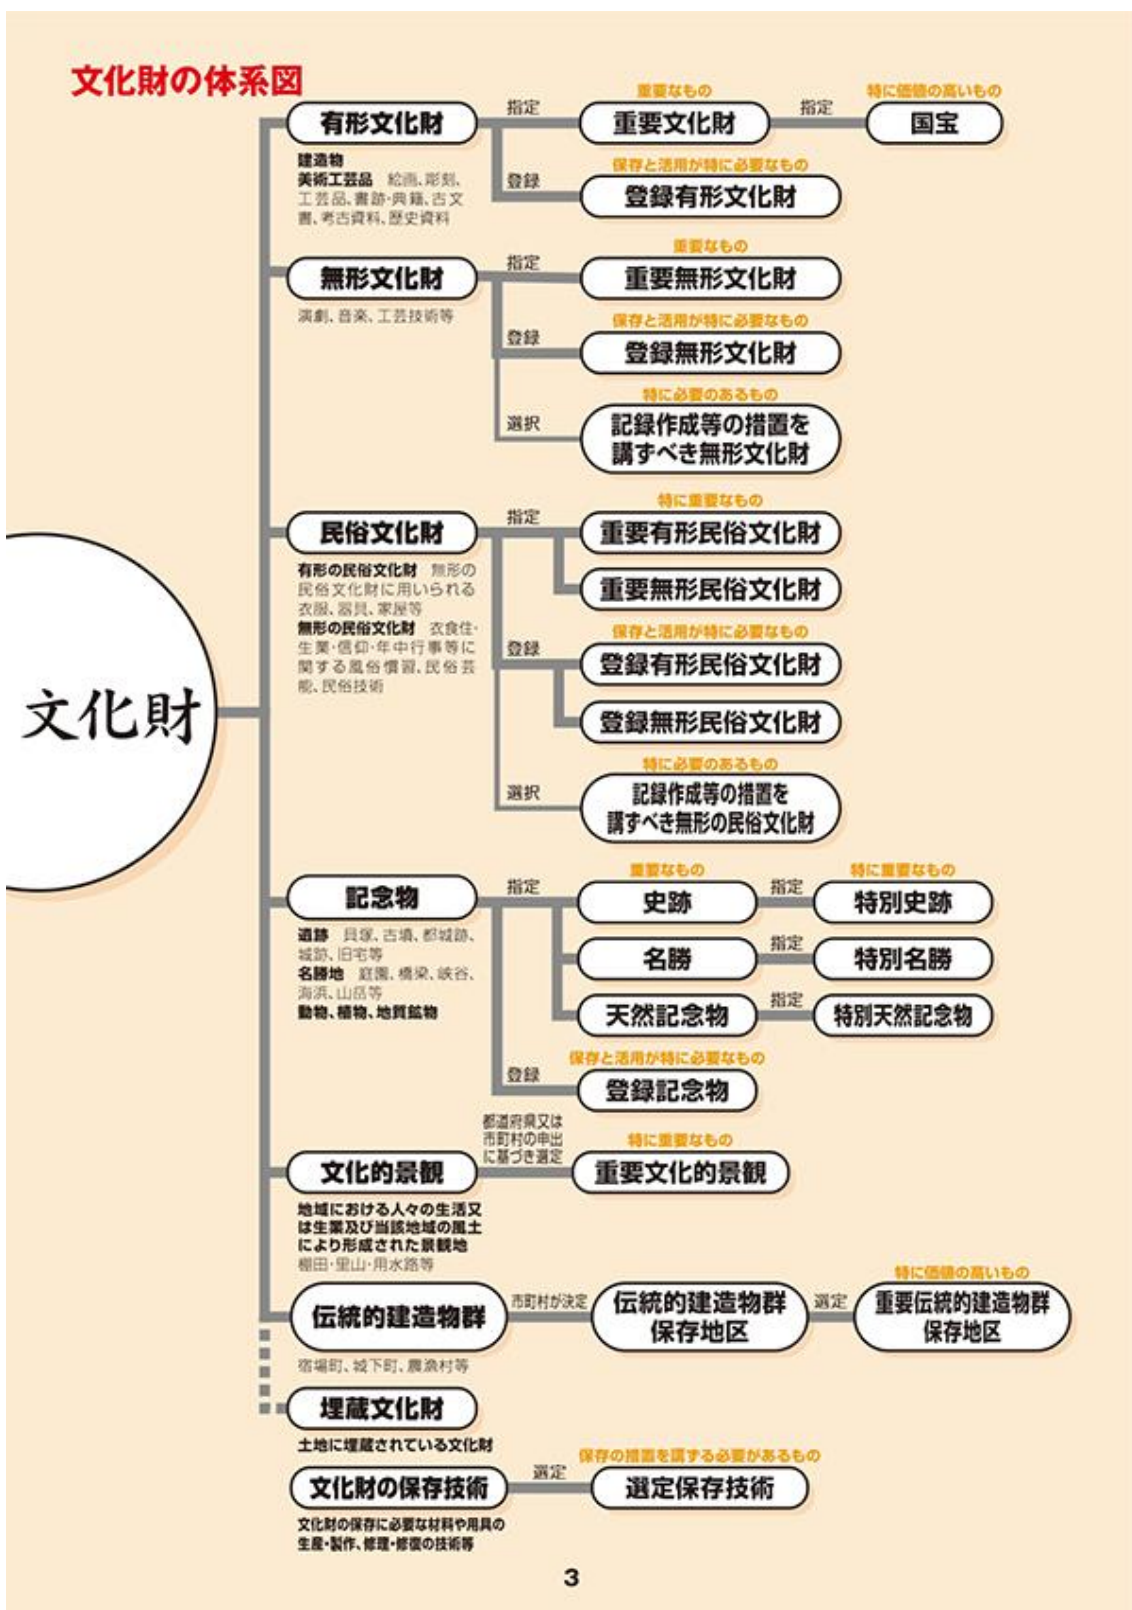 文化財の体系図
文化財
有形文化財
建造物
美術工芸品　絵画、彫刻、
工芸品、書跡・典籍、古文
書、考古資料、歴史資料
指定
重要なもの
重要文化財
指定
特に価値の高いもの
国宝
登録
保存と活用が特に必要なもの
登録有形文化財
無形文化財
演劇、音楽、工芸技術等
指定
重要なもの
重要無形文化財
登録
保存と活用が特に必要なもの
登録無形文化財
選択
特に必要のあるもの
記録作成等の措置を
講ずべき無形文化財
民俗文化財
有形の民俗文化財　無形の
民俗文化財に用いられる
衣服、器具、家屋等
無形の民俗文化財　衣食住・
生業・信仰・年中行事等に
関する風俗慣習、民俗芸
能、民俗技術
指定
特に重要なもの
重要有形民俗文化財
重要無形民俗文化財
登録
保存と活用が特に必要なもの
登録有形民俗文化財
登録無形民俗文化財
選択
特に必要のあるもの
記録作成等の措置を
講ずべき無形の民俗文化財
記念物
遺跡　貝塚、古墳、都城跡、
城跡、旧宅等
名勝地　庭園、橋梁、峡谷、
海浜、山岳等
動物、植物、地質鉱物
指定
重要なもの
史跡
指定
特に重要なもの
特別史跡
名勝
指定
特別名勝
天然記念物
指定
特別天然記念物
登録
保存と活用が特に必要なもの
登録記念物
文化的景観
地域における人々の生活又
は生業及び当該地域の風土
により形成された景観地
棚田・里山・用水路等
都道府県又は
市町村の申出
に基づき選定
特に重要なもの
重要文化的景観
伝統的建造物群
宿場町、城下町、農漁村等
市町村が決定
伝統的建造物群
保存地区
選定
特に価値の高いもの
重要伝統的建造物群
保存地区
埋蔵文化財
土地に埋蔵されている文化財
文化財の保存技術
文化財の保存に必要な材料や用具の
生産・製作、修理・修復の技術等
選定
保存の措置を講ずる必要があるもの
選定保存技術
3